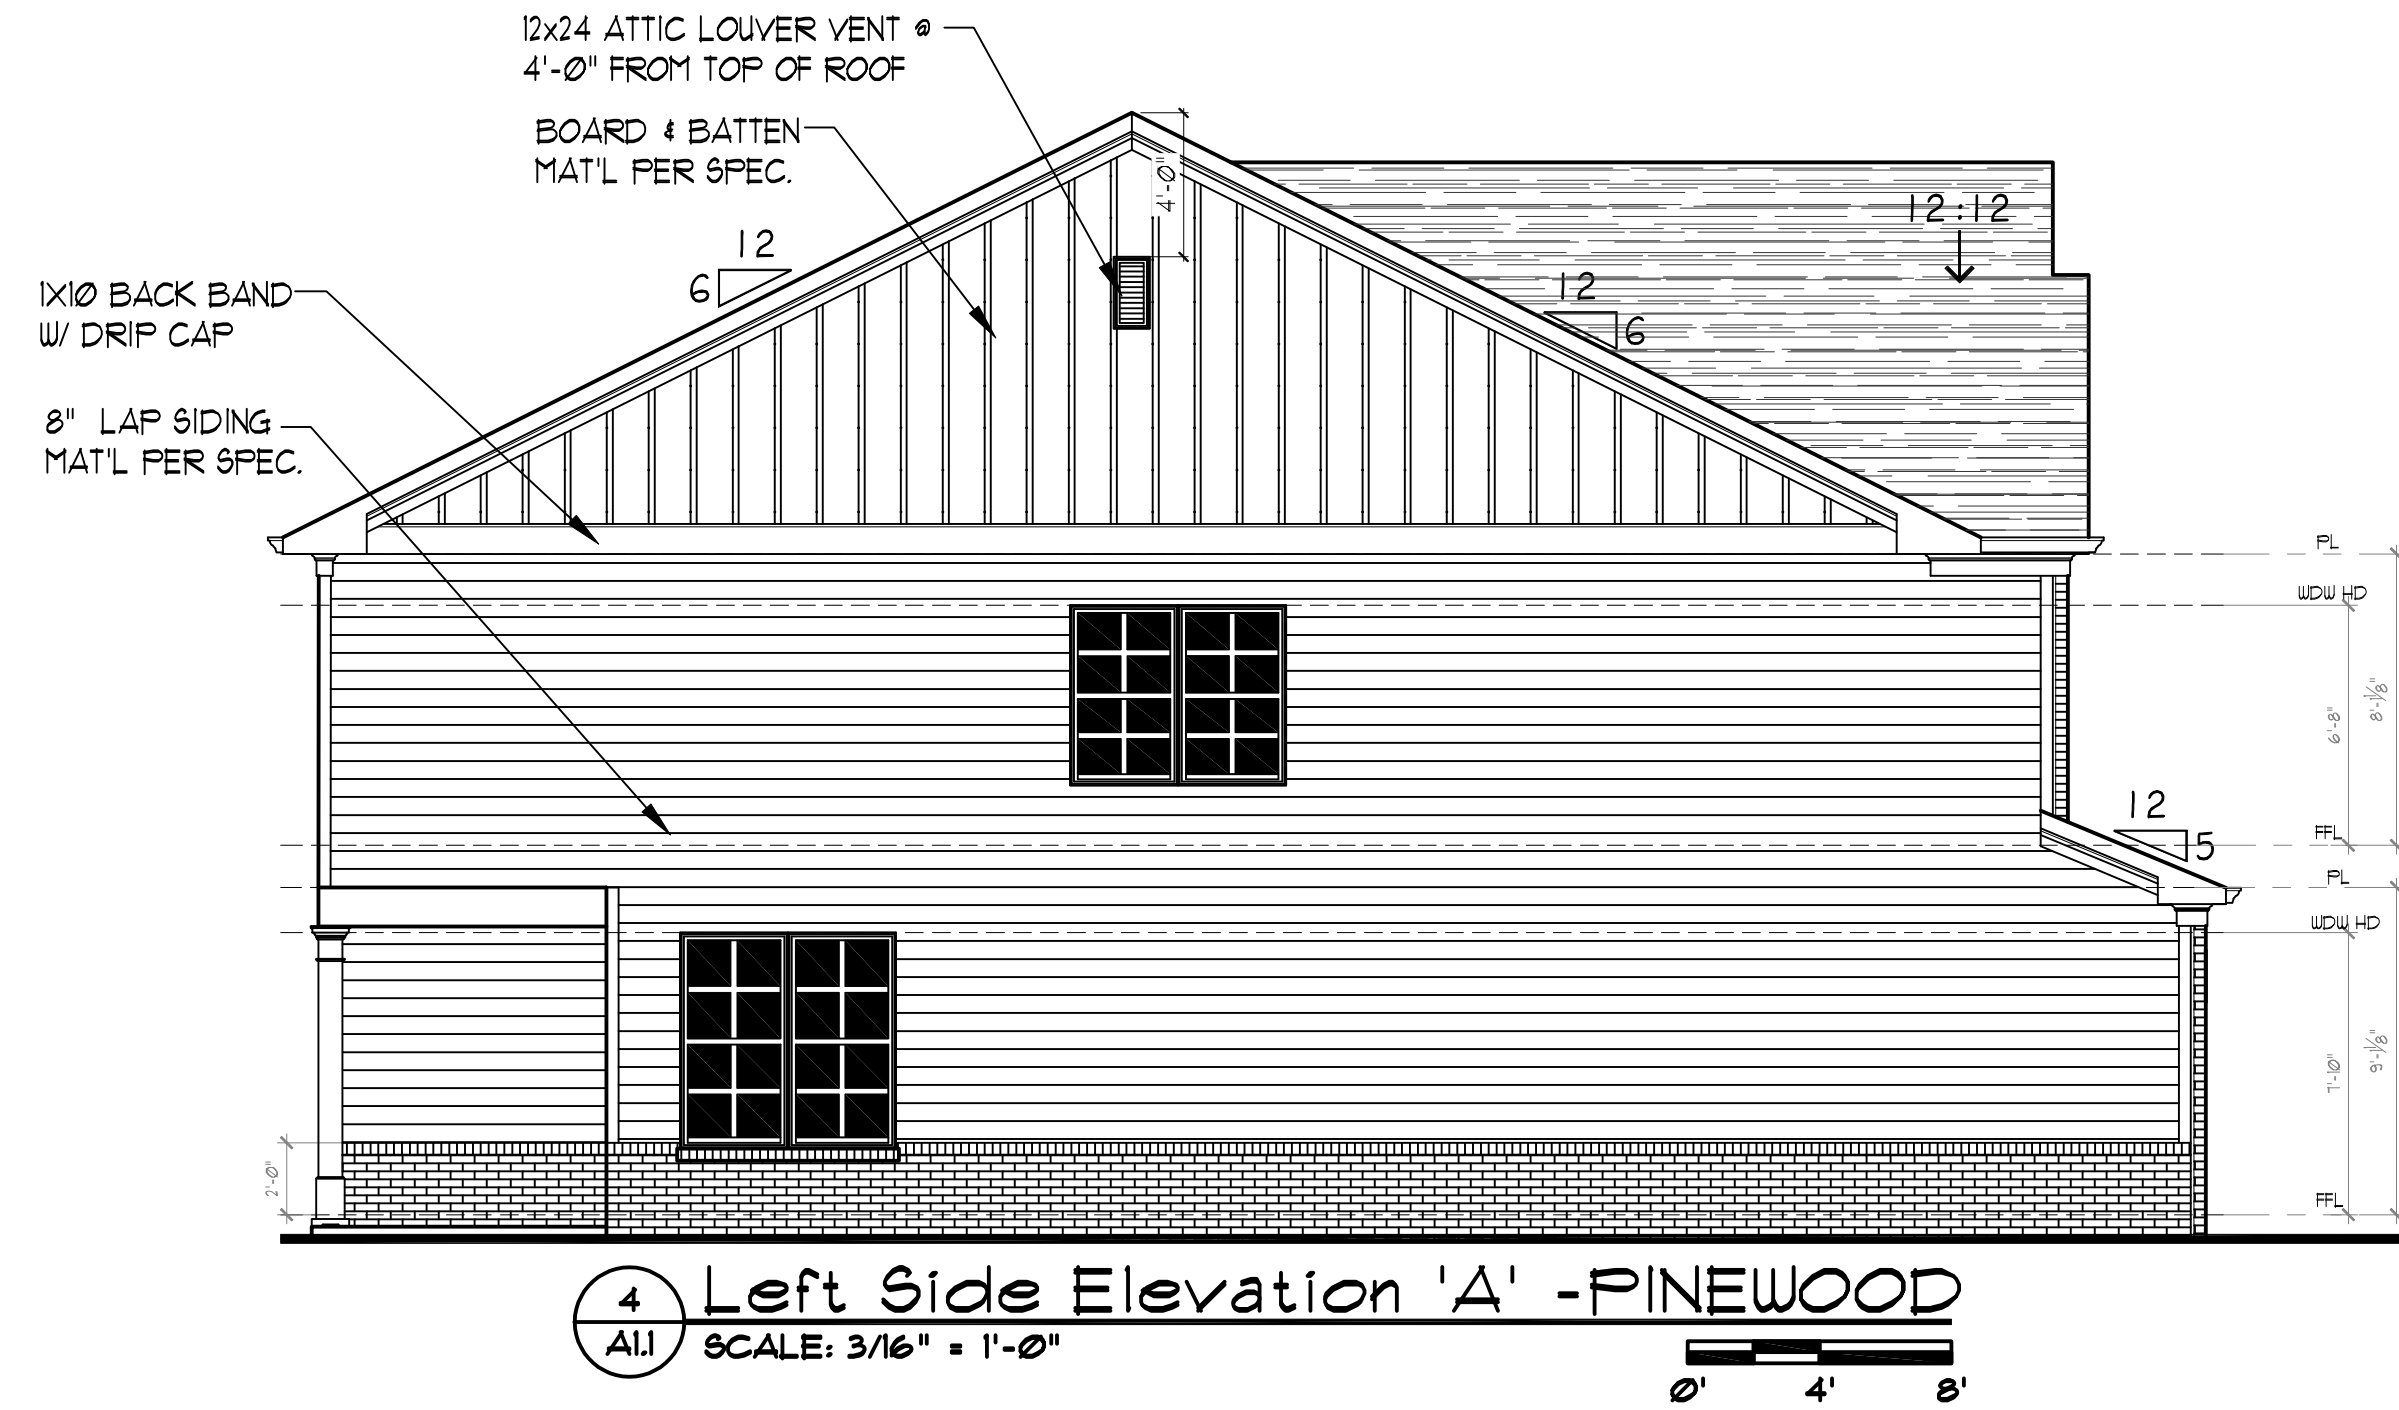 12x24 ATTIC LOUVER VENT @
4'-0" FROM TOP OF ROOF
BOARD & BATTEN
MAT'L PER SPEC.
4'-0"
12:12
12
6
12
6
1X10 BACK BAND
W/ DRIP CAP
8" LAP SIDING
MAT'L PER SPEC.
PL
WDW HD
6'-8"
8'-1/8"
12
5
FFL
PL
WDW HD
7'-10"
9'-1/8"
2'-0"
FFL
4
A1.1
Left Side Elevation 'A' -PINEWOOD
SCALE: 3/16" = 1'-0"
0' 4' 8'